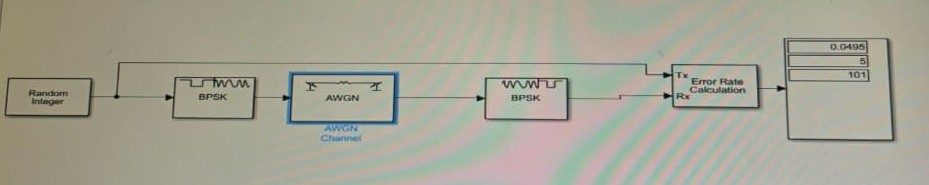 Random
Integer
BPSK
AWGN
AWGN
Channel
BPSK
Tx
Rx
Error Rate
Calculation
0.0495
5
101